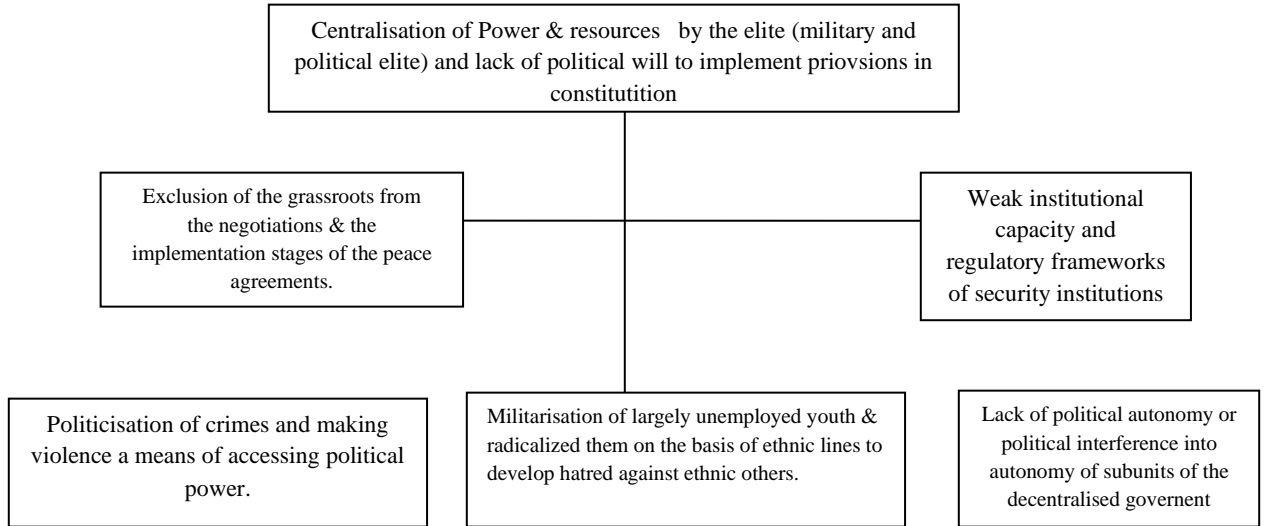 Centralisation of Power & resources by the elite (military and
political elite) and lack of political will to implement priovsions in
constitutition
Exclusion of the grassroots from
the negotiations & the
implementation stages of the peace
agreements.
Weak institutional
capacity and
regulatory frameworks
of security institutions
Politicisation of crimes and making
violence a means of accessing political
power.
Militarisation of largely unemployed youth &
radicalized them on the basis of ethnic lines to
develop hatred against ethnic others.
Lack of political autonomy or
political interference into
autonomy of subunits of the
decentralised governent